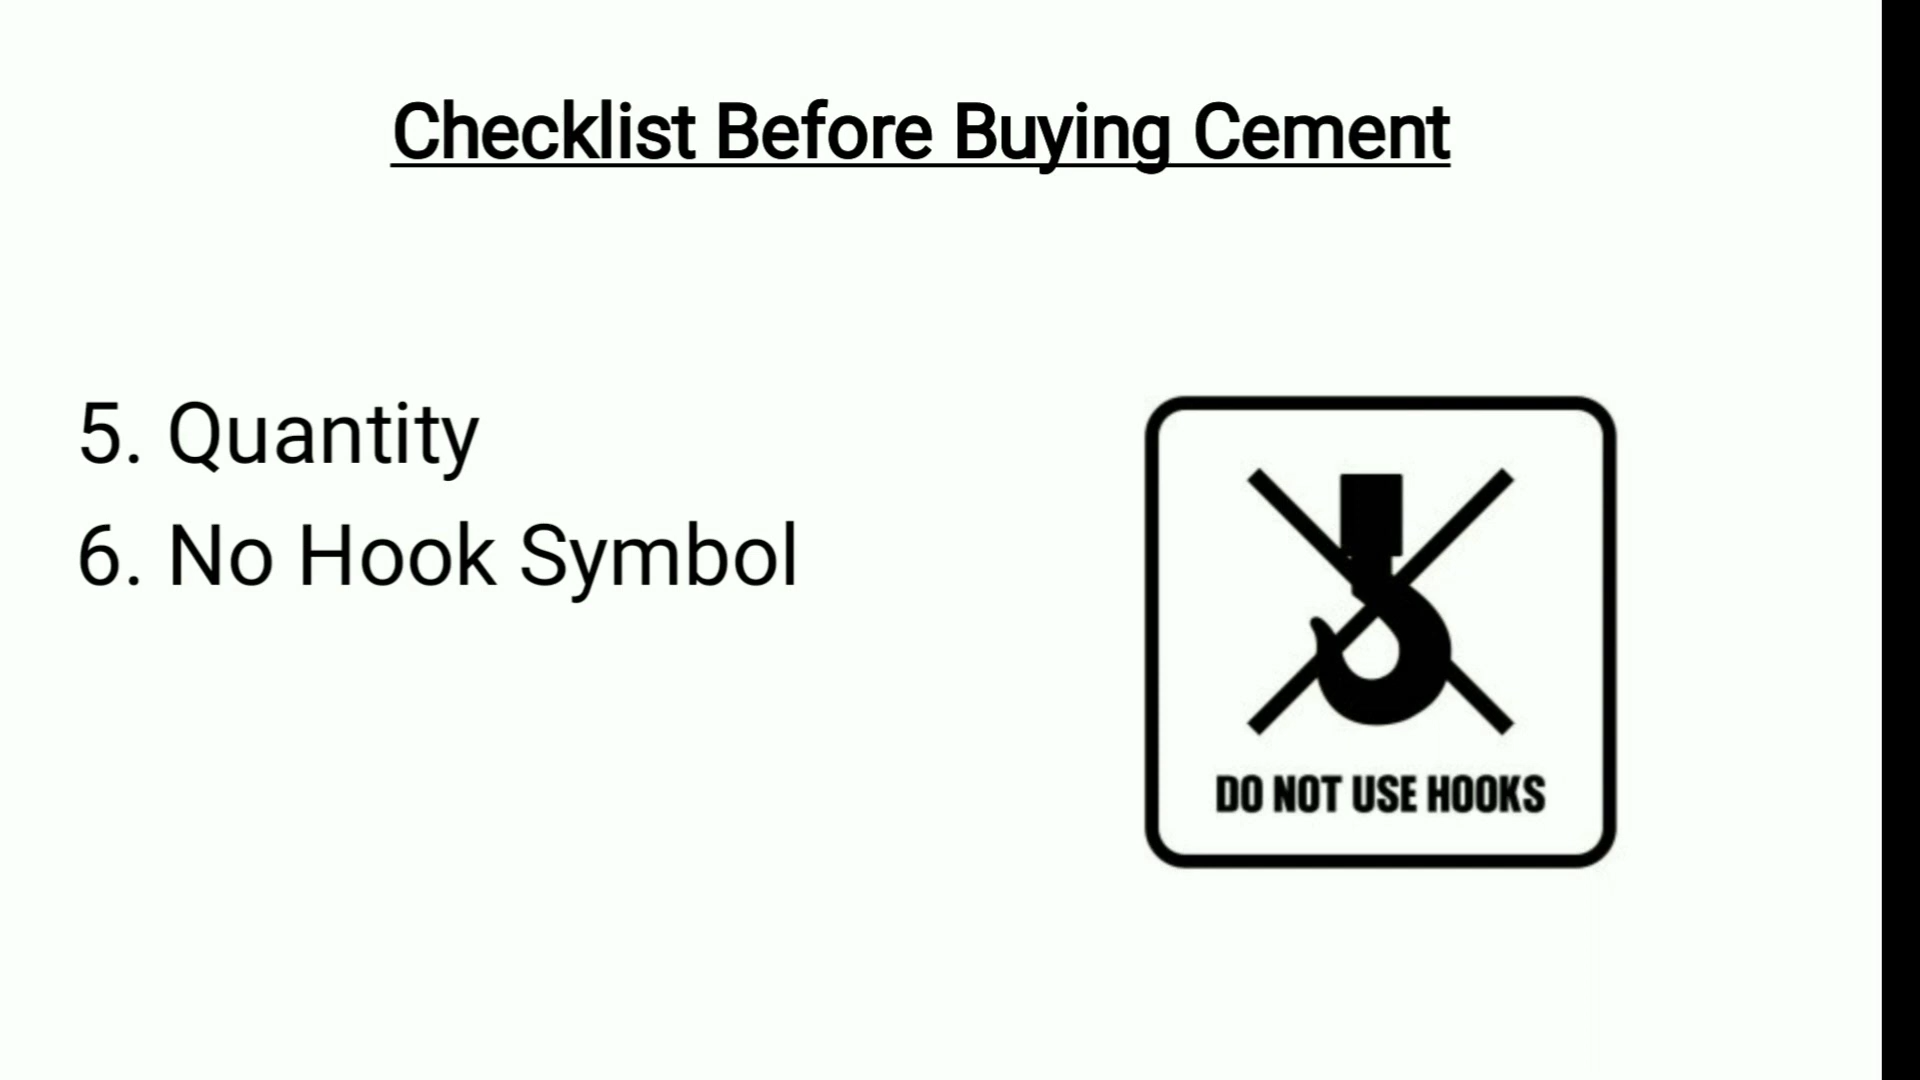 Checklist Before Buying Cement
5. Quantity
6. No Hook Symbol
DO NOT USE HOOKS